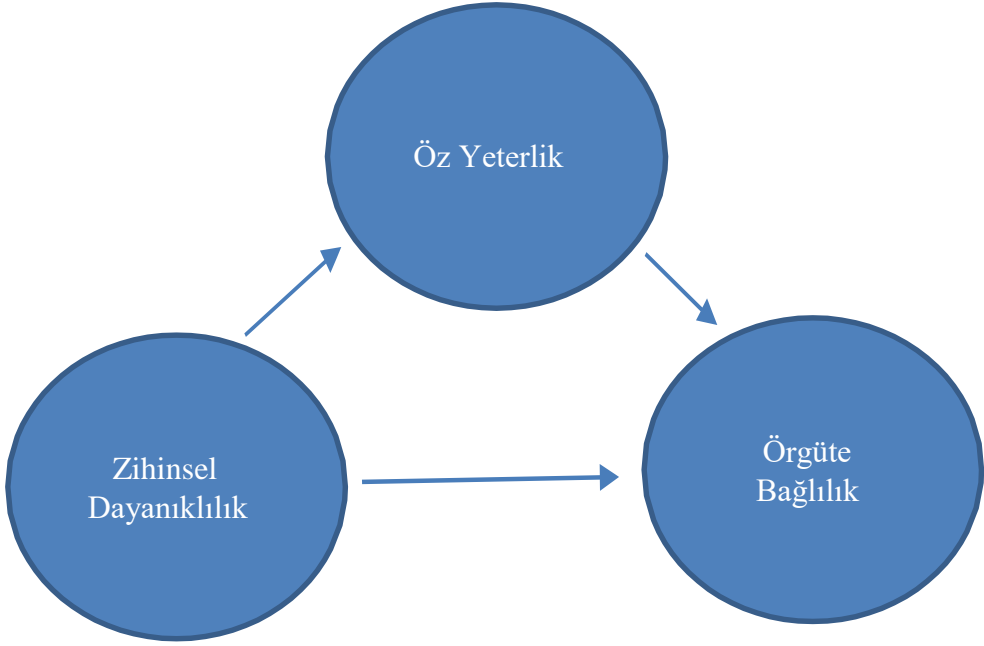 Öz Yeterlik
Zihinsel
Dayanıklılık
Örgüte
Bağlılık